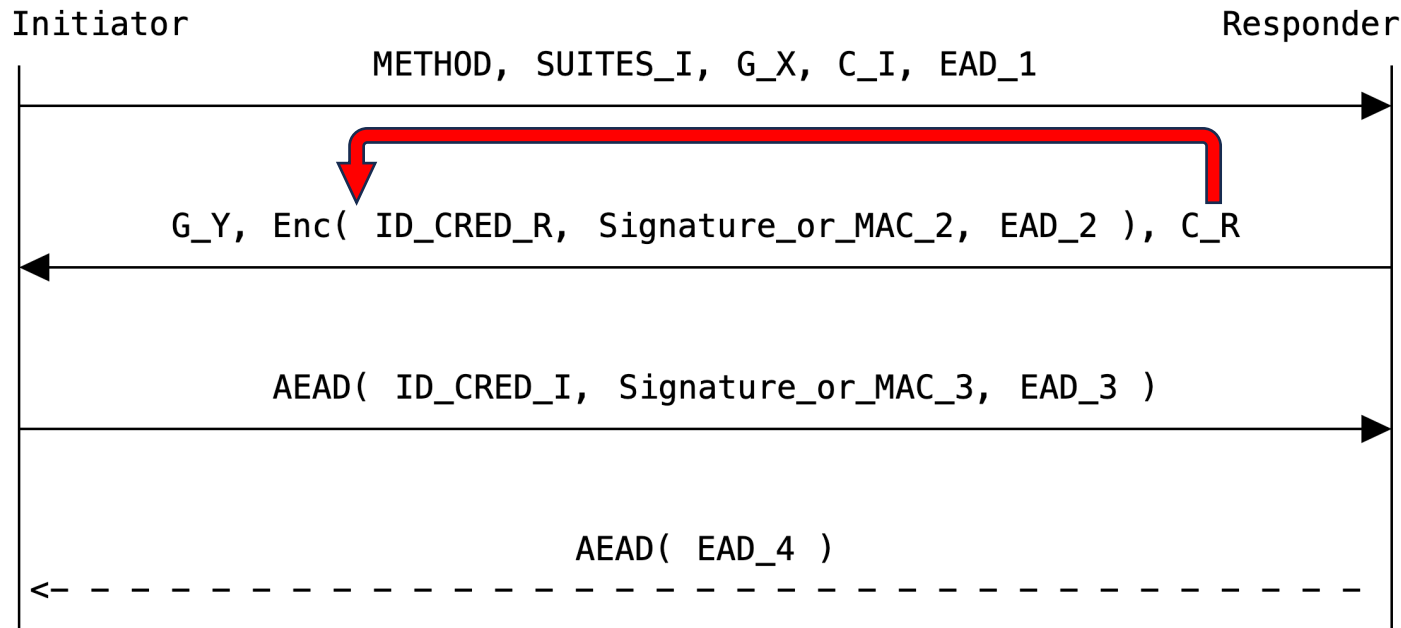 Initiator Responder
METHOD, SUITES_I, G_X, C_I, EAD_1
G_Y, Enc( ID_CRED_R, Signature_or_MAC_2, EAD_2 ), C_R
AEAD( ID_CRED_I, Signature_or_MAC_3, EAD_3 )
AEAD( EAD_4 )